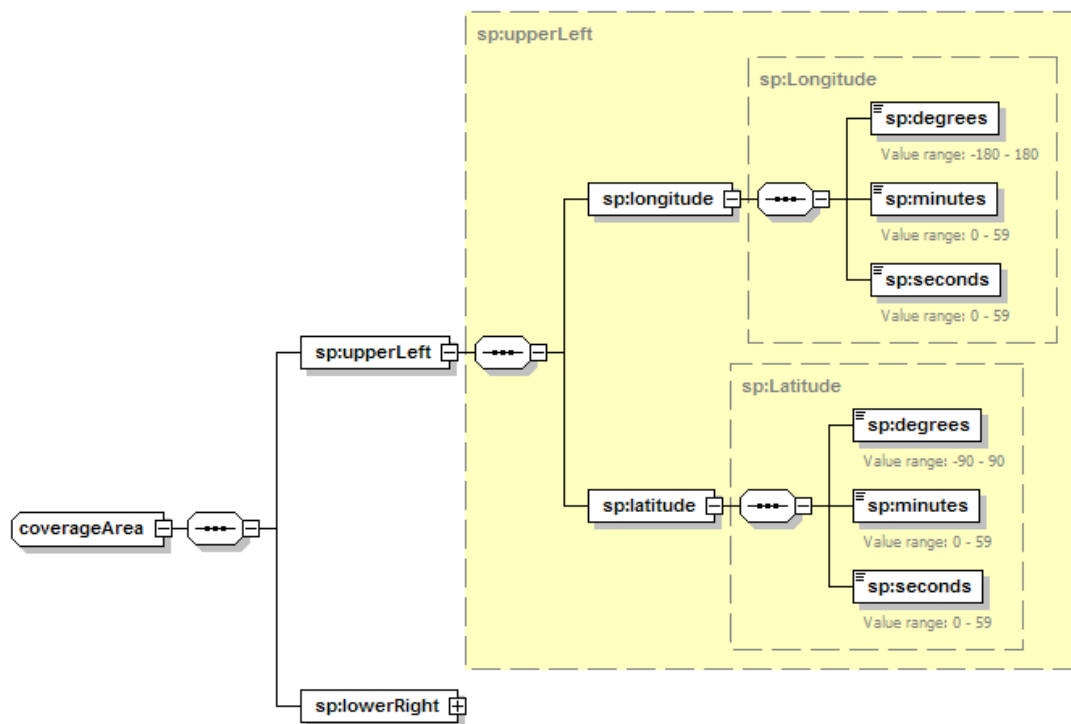 sp:upperLeft
sp:Longitude
sp:degrees
Value range: -180 - 180
sp:longitude
sp:minutes
Value range: 0 - 59
sp:seconds
Value range: 0 - 59
sp:upperLeft
sp:Latitude
sp:degrees
Value range: -90 - 90
sp:latitude
sp:minutes
Value range: 0 - 59
coverageArea
sp:seconds
Value range: 0 - 59
sp:lowerRight